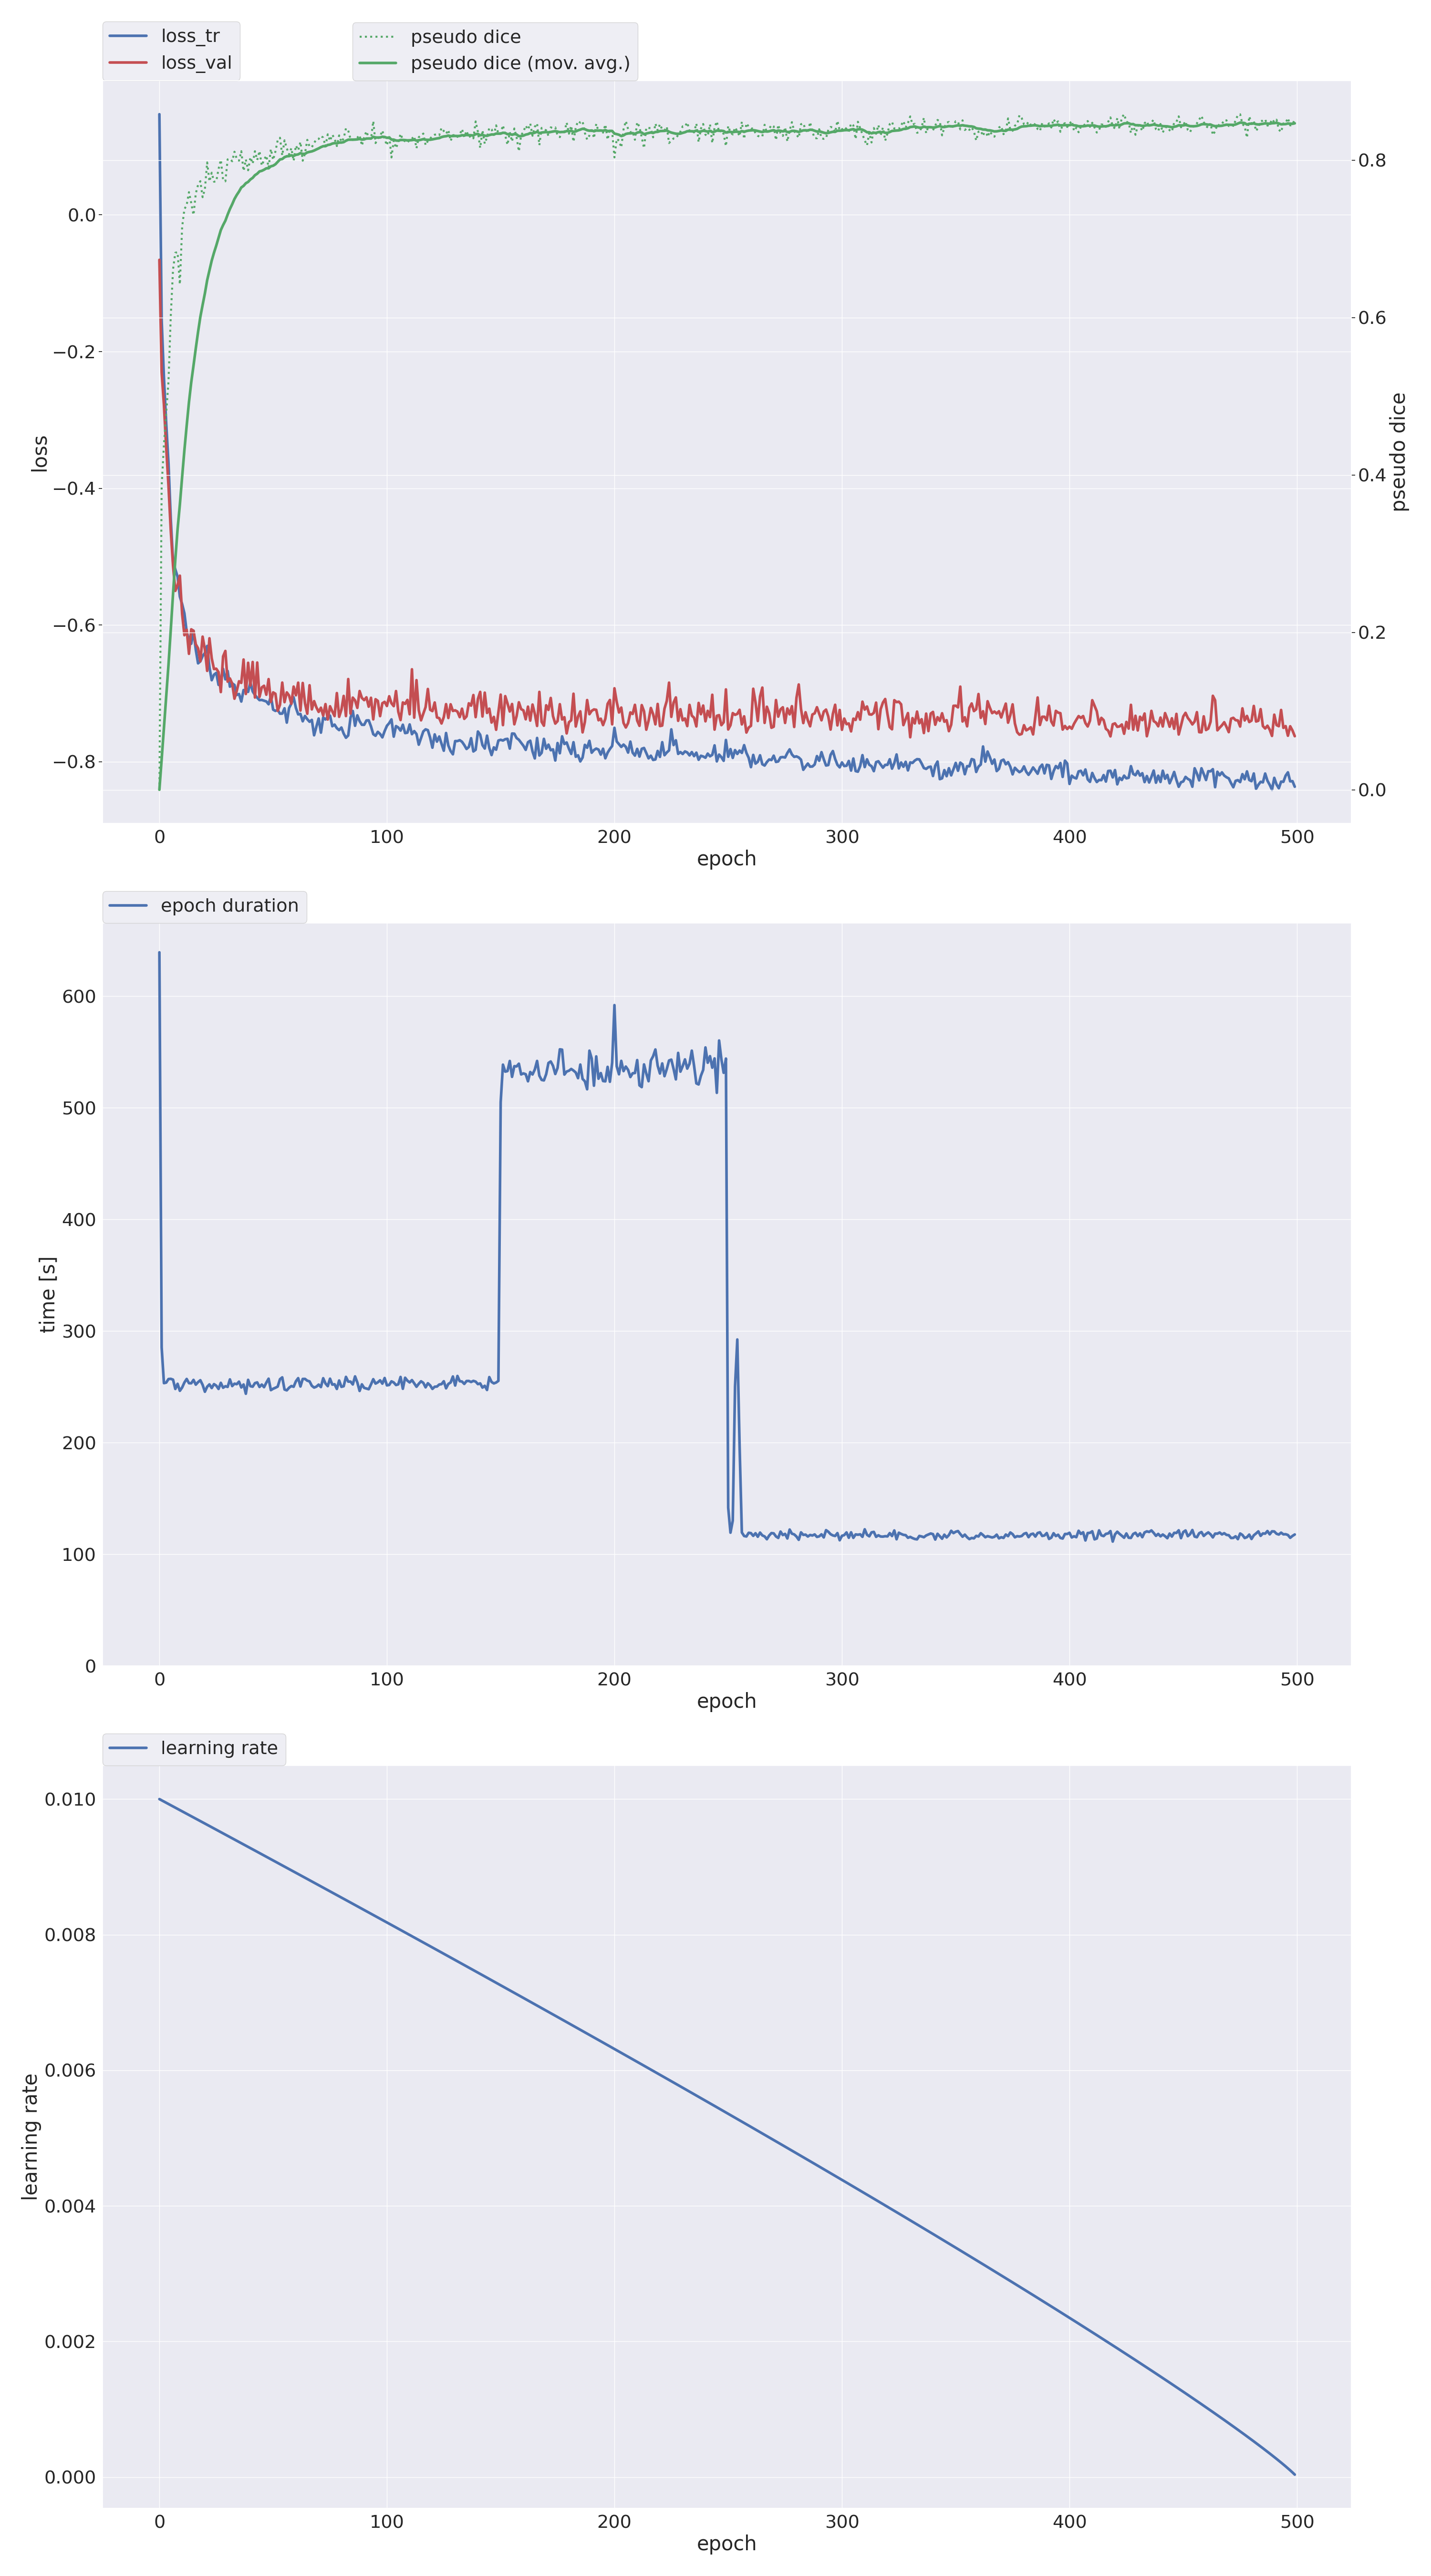 loss_tr
loss_val
pseudo dice
pseudo dice (mov. avg.)
0.0
−0.2
−0.4
−0.6
−0.8
loss
0.8
0.6
0.4
0.2
0.0
pseudo dice
0 100 200 300 400 500
epoch
epoch duration
600
500
400
300
200
100
0
time [s]
0 100 200 300 400 500
epoch
learning rate
0.010
0.008
0.006
0.004
0.002
0.000
learning rate
0 100 200 300 400 500
epoch